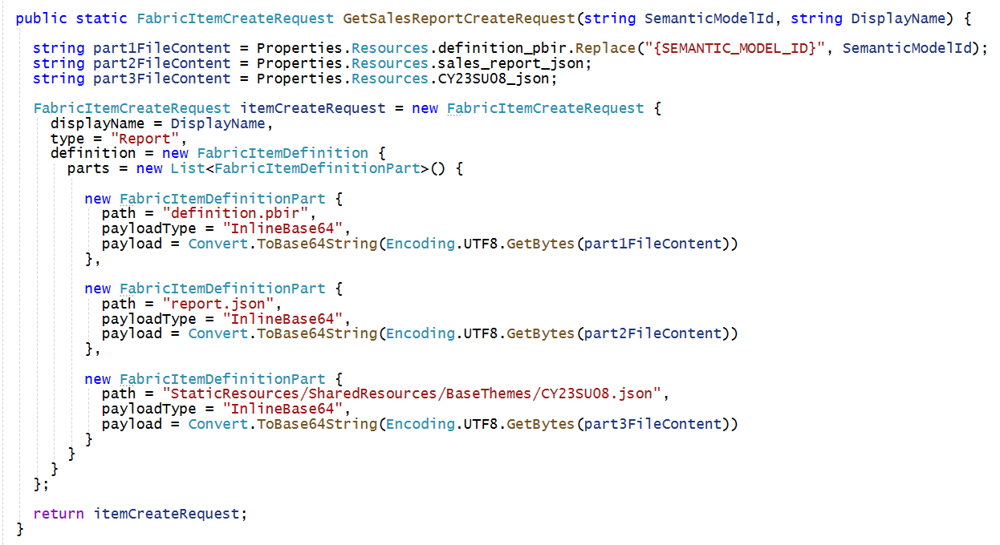 public static FabricItemCreateRequest GetSalesReportCreateRequest(string SemanticModelId, string DisplayName) {
string part1FileContent = Properties.Resources.definition_pbir.Replace("{SEMANTIC_MODEL_ID}", SemanticModelId);
string part2FileContent = Properties.Resources.sales_report_json;
string part3FileContent = Properties.Resources.CY23SU08_json;
FabricItemCreateRequest itemCreateRequest = new FabricItemCreateRequest {
displayName = DisplayName,
type = "Report",
definition = new FabricItemDefinition {
parts = new List<FabricItemDefinitionPart>() {
new FabricItemDefinitionPart {
path = "definition.pbir",
payloadType = "InlineBase64",
payload = Convert.ToBase64String(Encoding.UTF8.GetBytes(part1FileContent))
},
new FabricItemDefinitionPart {
path = "report.json",
payloadType = "InlineBase64",
payload = Convert.ToBase64String(Encoding.UTF8.GetBytes(part2FileContent))
},
new FabricItemDefinitionPart {
path = "StaticResources/SharedResources/BaseThemes/CY23SU08.json",
payloadType = "InlineBase64",
payload = Convert.ToBase64String(Encoding.UTF8.GetBytes(part3FileContent))
}
}
}
};
return itemCreateRequest;
}